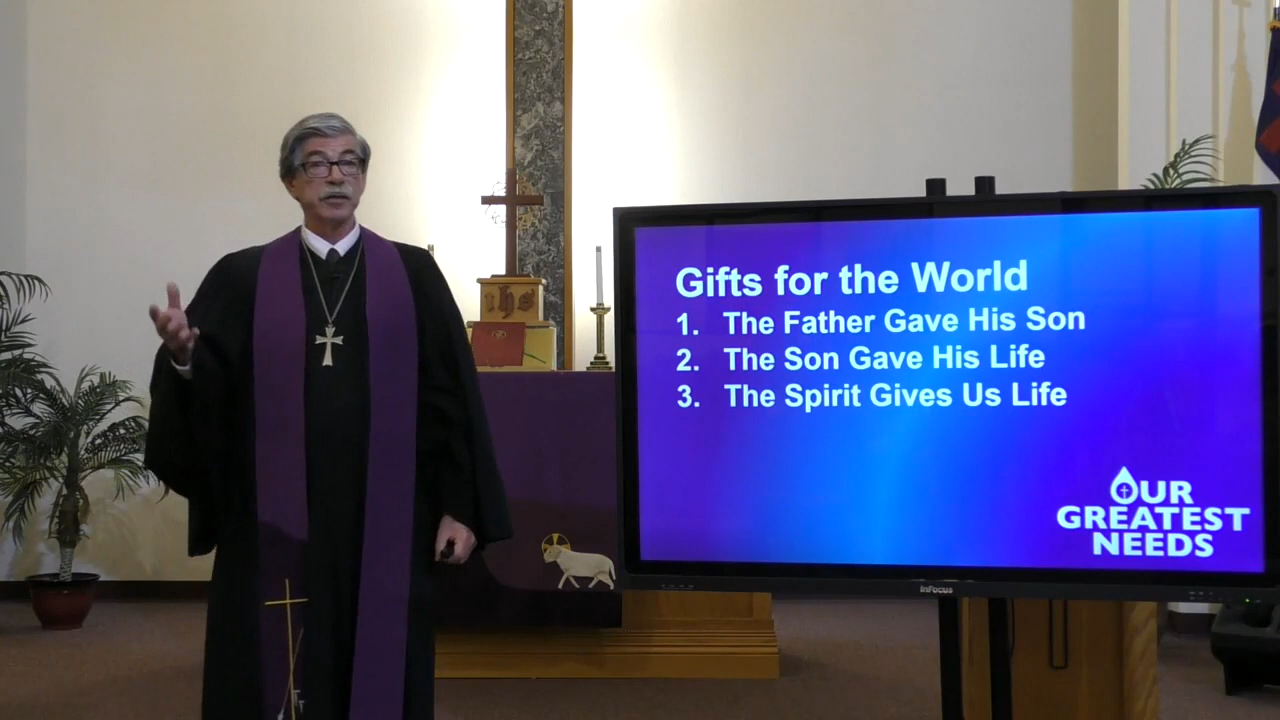 ihs
Gifts for the World
1. The Father Gave His Son
2. The Son Gave His Life
3. The Spirit Gives Us Life
OUR
GREATEST
NEEDS
InFocus